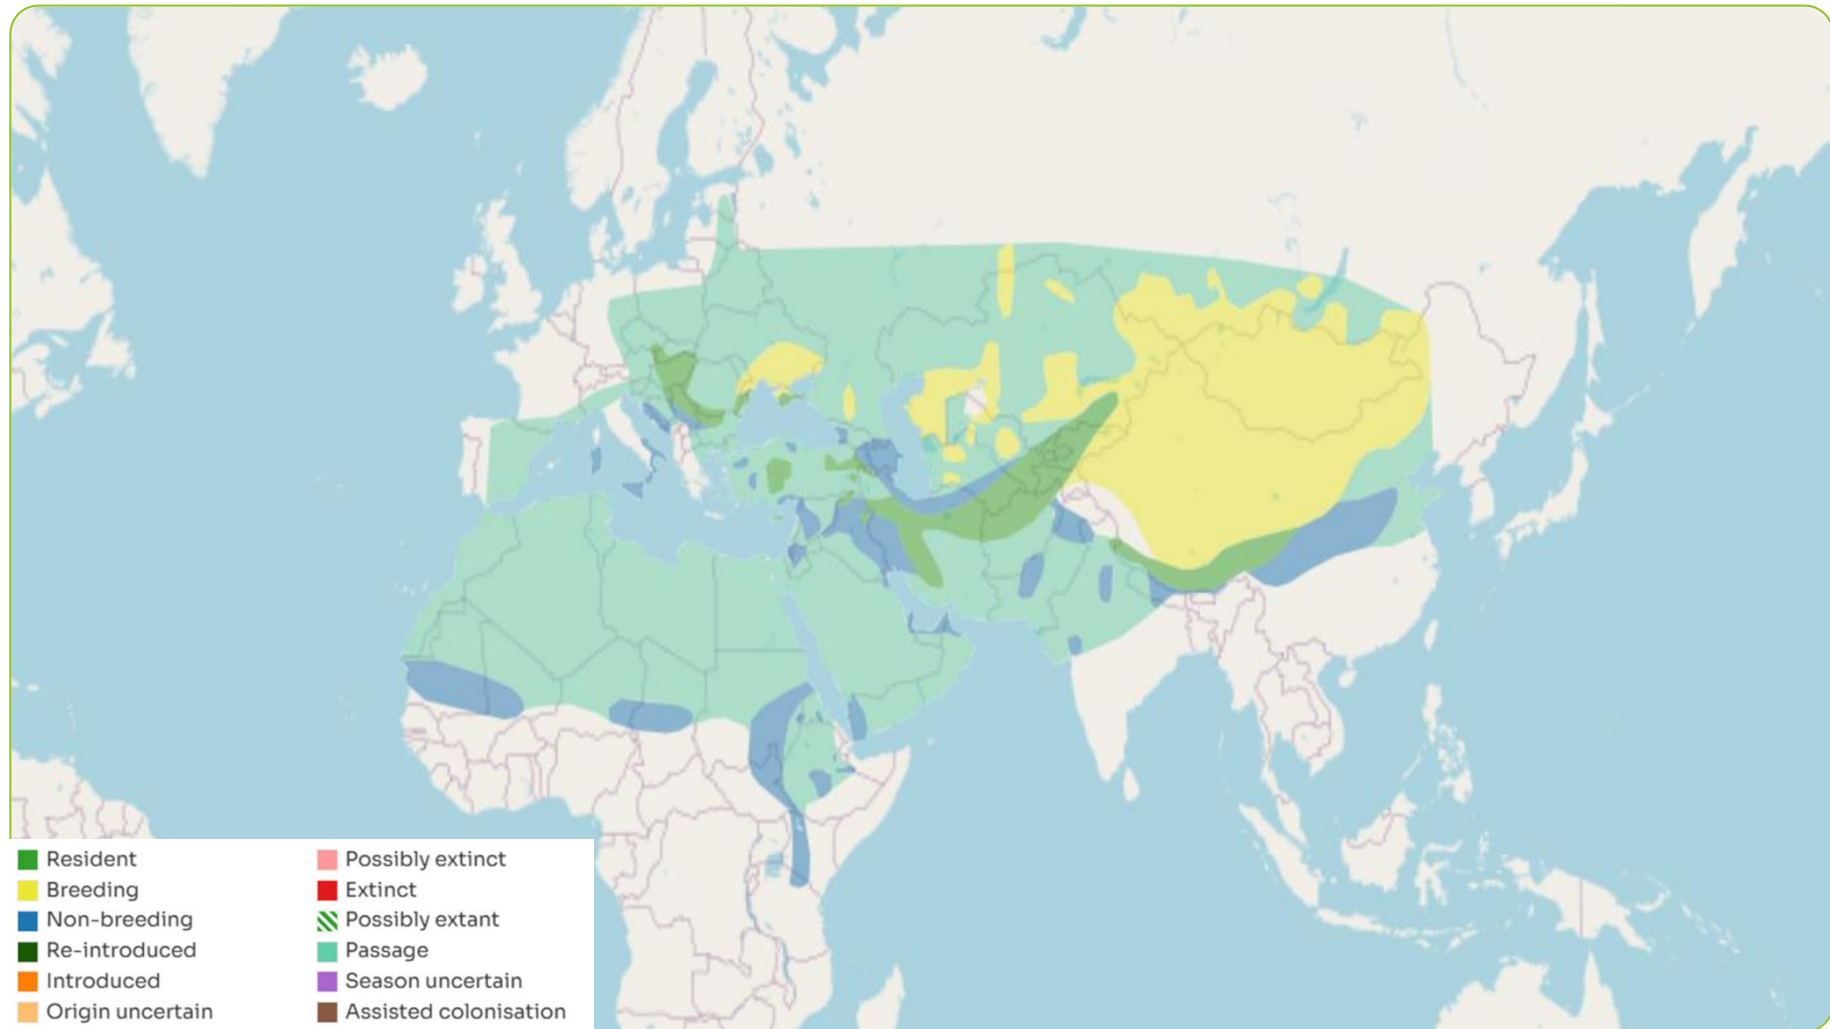 Resident
Breeding
Non-breeding
Re-introduced
Introduced
Origin uncertain
Possibly extinct
Extinct
Possibly extant
Passage
Season uncertain
Assisted colonisation